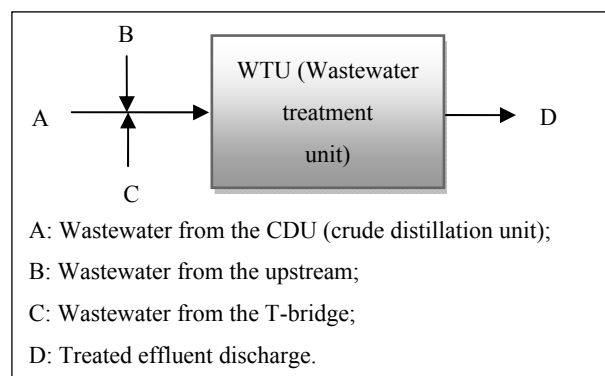 B
WTU (Wastewater
treatment
unit)
A
D
C
A: Wastewater from the CDU (crude distillation unit);
B: Wastewater from the upstream;
C: Wastewater from the T-bridge;
D: Treated effluent discharge.